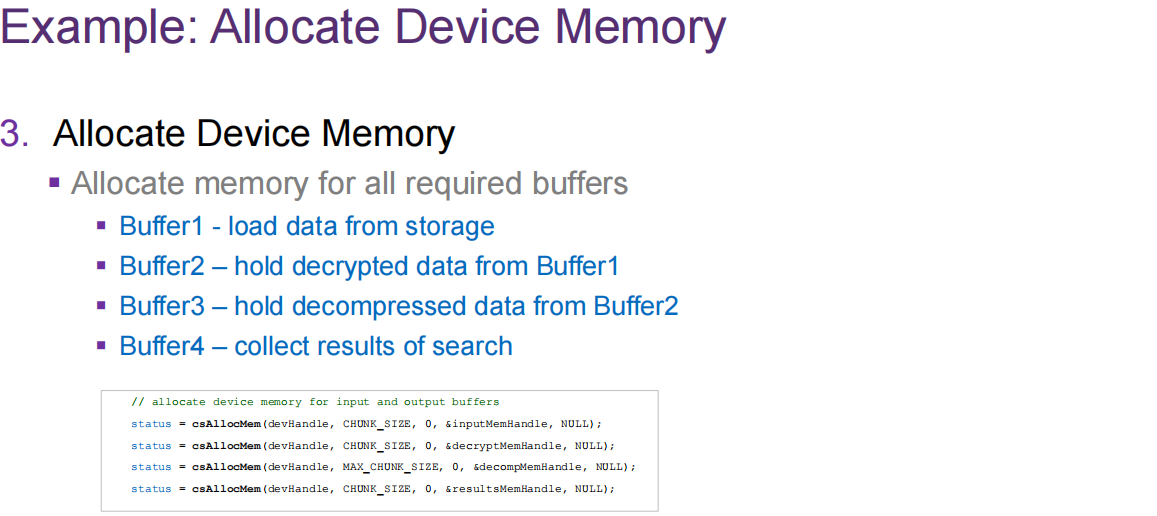 Example: Allocate Device Memory
3. Allocate Device Memory
▪ Allocate memory for all required buffers
▪ Buffer1 - load data from storage
▪ Buffer2 – hold decrypted data from Buffer1
▪ Buffer3 – hold decompressed data from Buffer2
▪ Buffer4 – collect results of search
// allocate device memory for input and output buffers
status = csAllocMem(devHandle, CHUNK_SIZE, 0, &inputMemHandle, NULL);
status = csAllocMem(devHandle, CHUNK_SIZE, 0, &decryptMemHandle, NULL);
status = csAllocMem(devHandle, MAX_CHUNK_SIZE, 0, &decompMemHandle, NULL);
status = csAllocMem(devHandle, CHUNK_SIZE, 0, &resultsMemHandle, NULL);